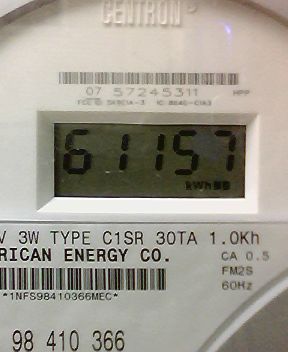 CENTRON
07 57245311 HPP
61157
kWh
V 3W TYPE C1SR 30TA 1.0Kh
RICAN ENERGY CO. CA 0.5
FM2S
*1NFS98410366MEC* 60Hz
98 410 366